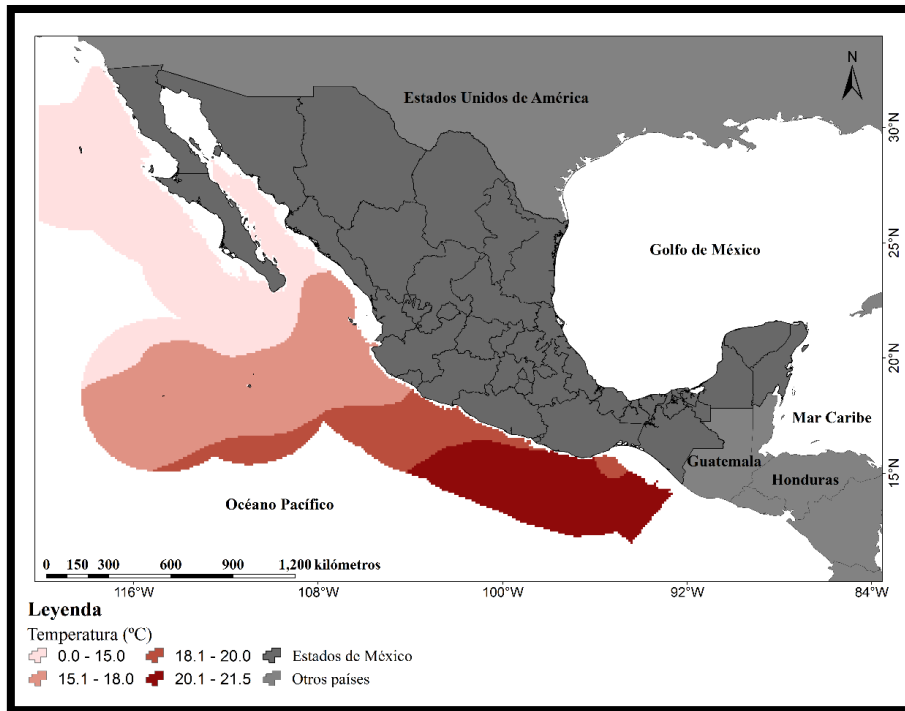 N
Estados Unidos de América
30°N
25°N
Golfo de México
20°N
Mar Caribe
Guatemala
15°N
Honduras
Océano Pacífico
0 150 300 600 900 1,200 kilómetros
116°W 108°W 100°W 92°W 84°W
Leyenda
Temperatura (ºC)
0.0 - 15.0 18.1 - 20.0 Estados de México
15.1 - 18.0 20.1 - 21.5 Otros países